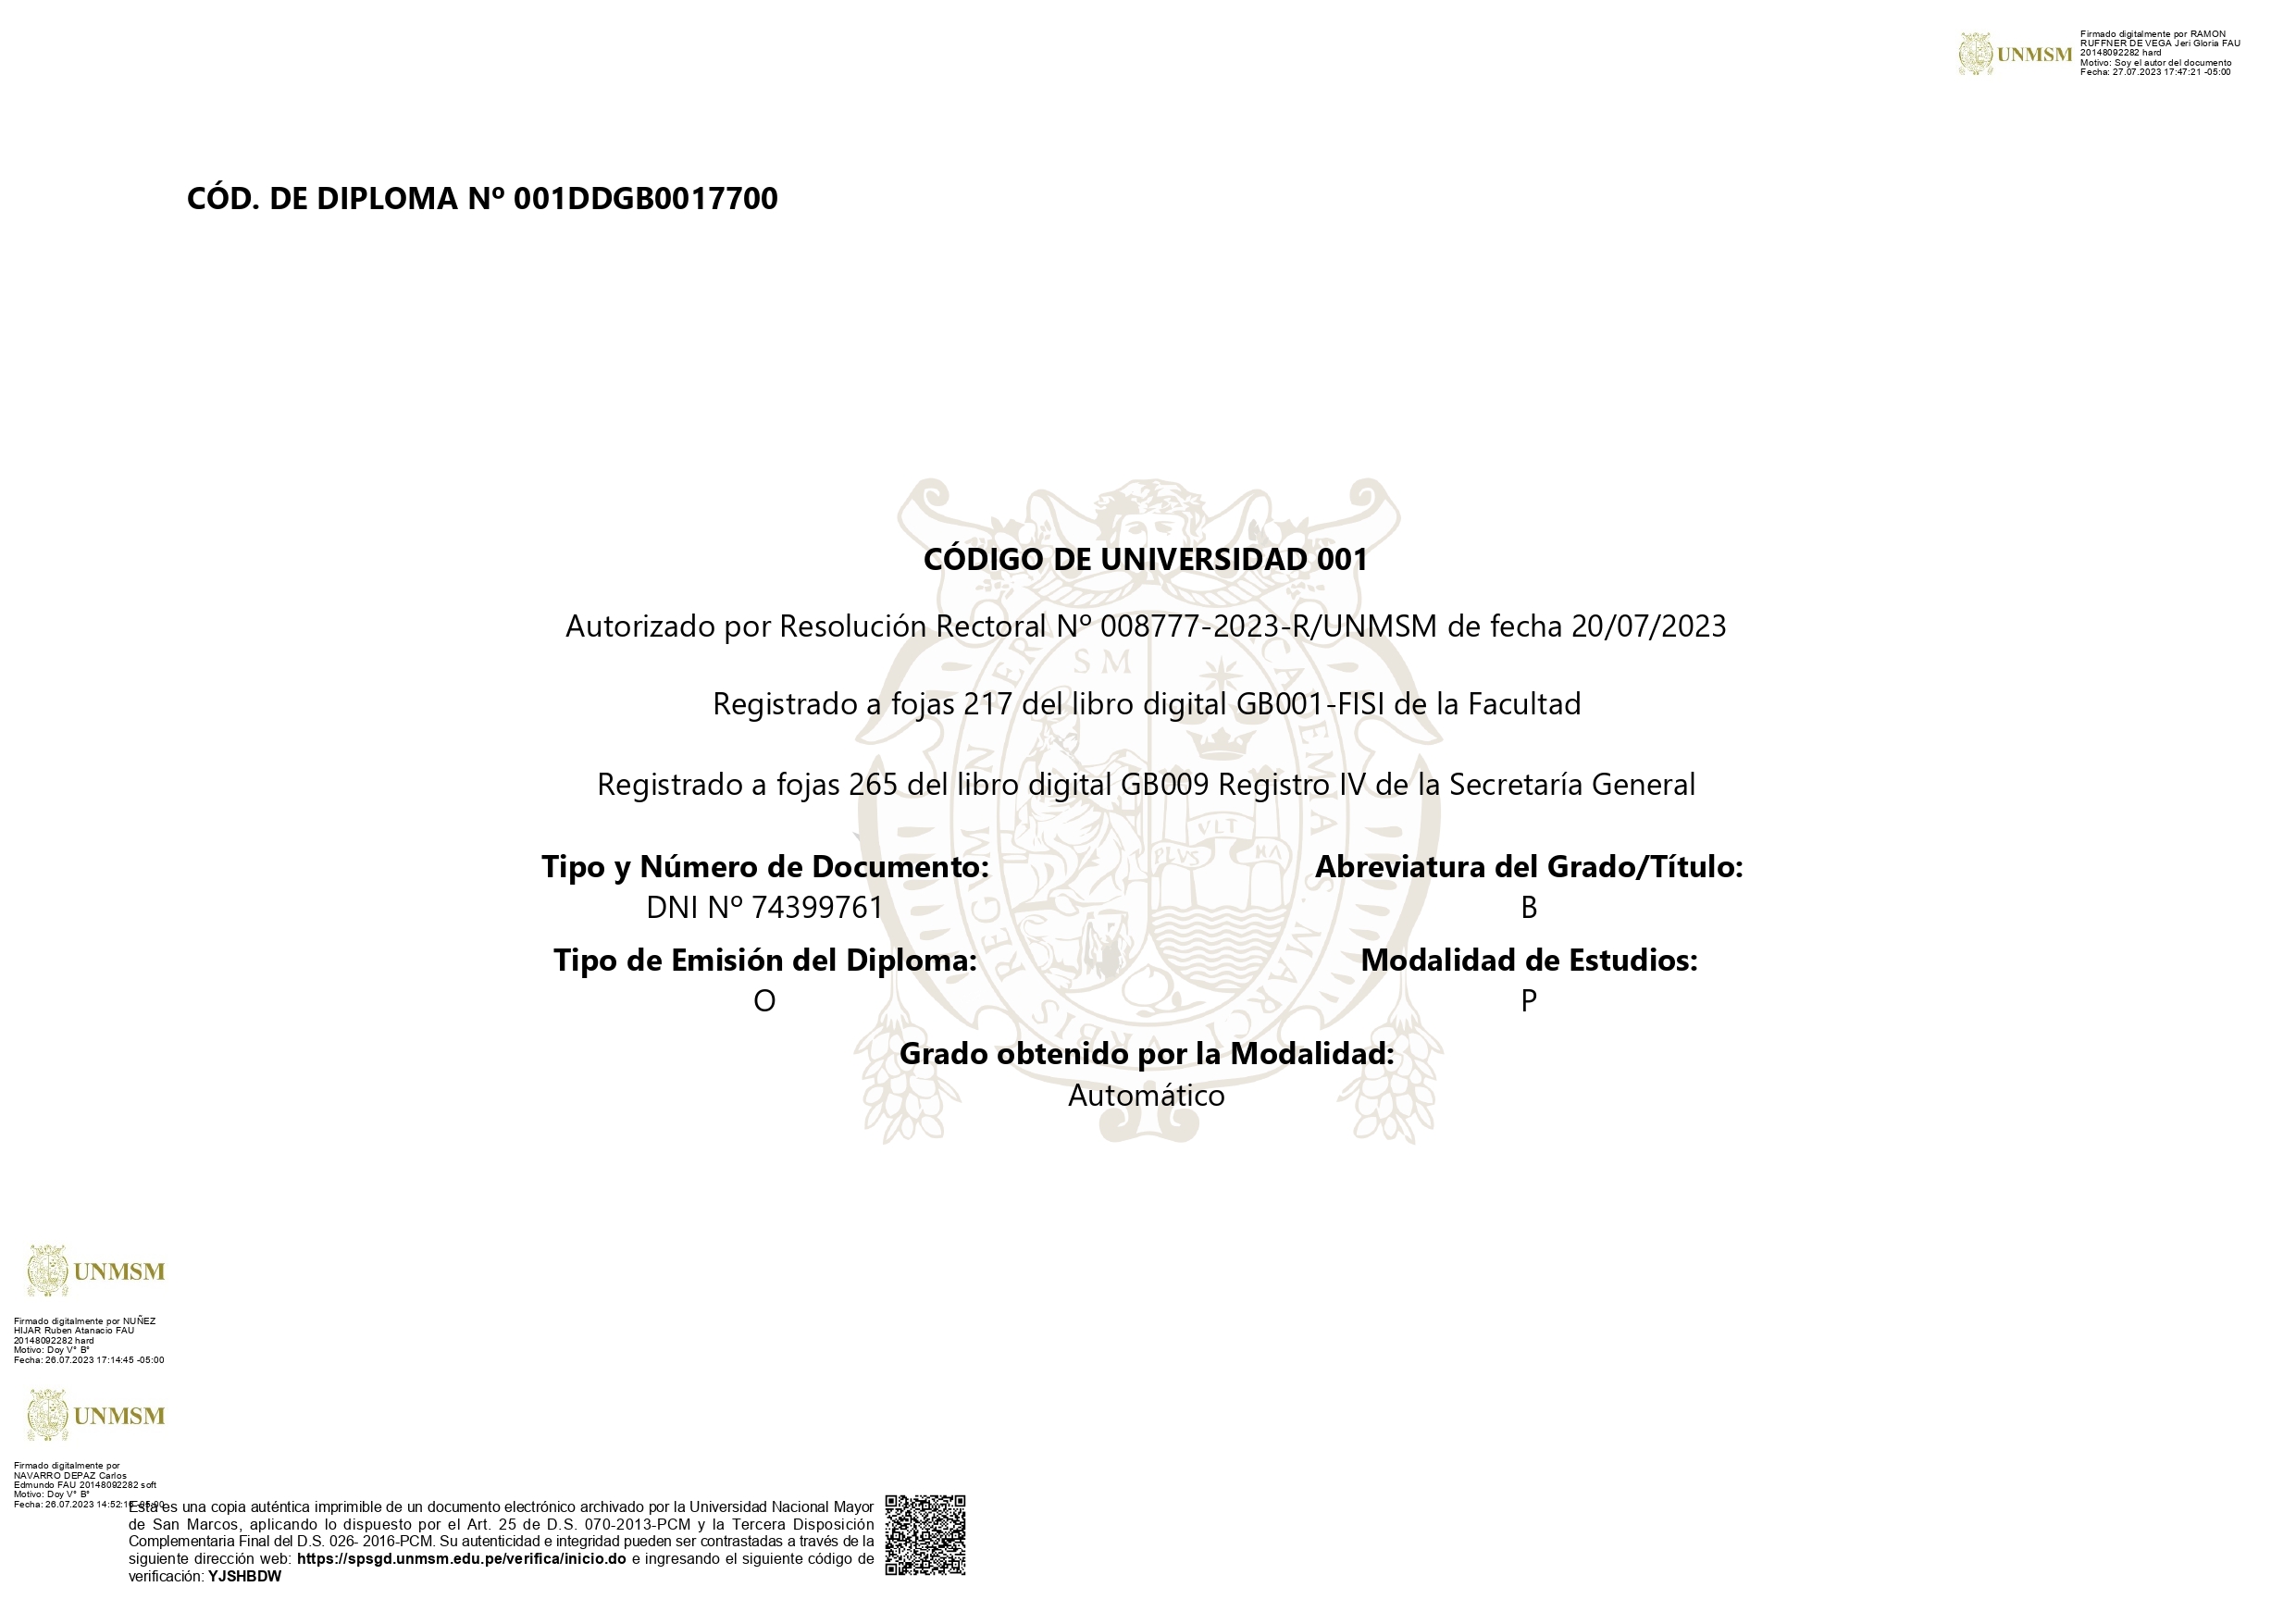 UNMSM
Firmado digitalmente por RAMON
RUFFNER DE VEGA Jeri Gloria FAU
20148092282 hard
Motivo: Soy el autor del documento
Fecha: 27.07.2023 17:47:21 -05:00
CÓD. DE DIPLOMA Nº 001DDGB0017700
CÓDIGO DE UNIVERSIDAD 001
Autorizado por Resolución Rectoral Nº 008777-2023-R/UNMSM de fecha 20/07/2023
SM
Registrado a fojas 217 del libro digital GB001-FISI de la Facultad
Registrado a fojas 265 del libro digital GB009 Registro IV de la Secretaría General
VLT
PLVS
Tipo y Número de Documento:
DNI Nº 74399761
Abreviatura del Grado/Título:
B
Tipo de Emisión del Diploma:
O
Modalidad de Estudios:
P
Grado obtenido por la Modalidad:
Automático
UNMSM
Firmado digitalmente por NUÑEZ
HIJAR Ruben Atanacio FAU
20148092282 hard
Motivo: Doy V° B°
Fecha: 26.07.2023 17:14:45 -05:00
UNMSM
Firmado digitalmente por
NAVARRO DEPAZ Carlos
Edmundo FAU 20148092282 soft
Motivo: Doy V° B°
Fecha: 26.07.2023
Esta es una copia auténtica imprimible de un documento electrónico archivado por la Universidad Nacional Mayor
de San Marcos, aplicando lo dispuesto por el Art. 25 de D.S. 070-2013-PCM y la Tercera Disposición
Complementaria Final del D.S. 026- 2016-PCM. Su autenticidad e integridad pueden ser contrastadas a través de la
siguiente dirección web: https://spsgd.unmsm.edu.pe/verifica/inicio.do e ingresando el siguiente código de
verificación: YJSHBDW